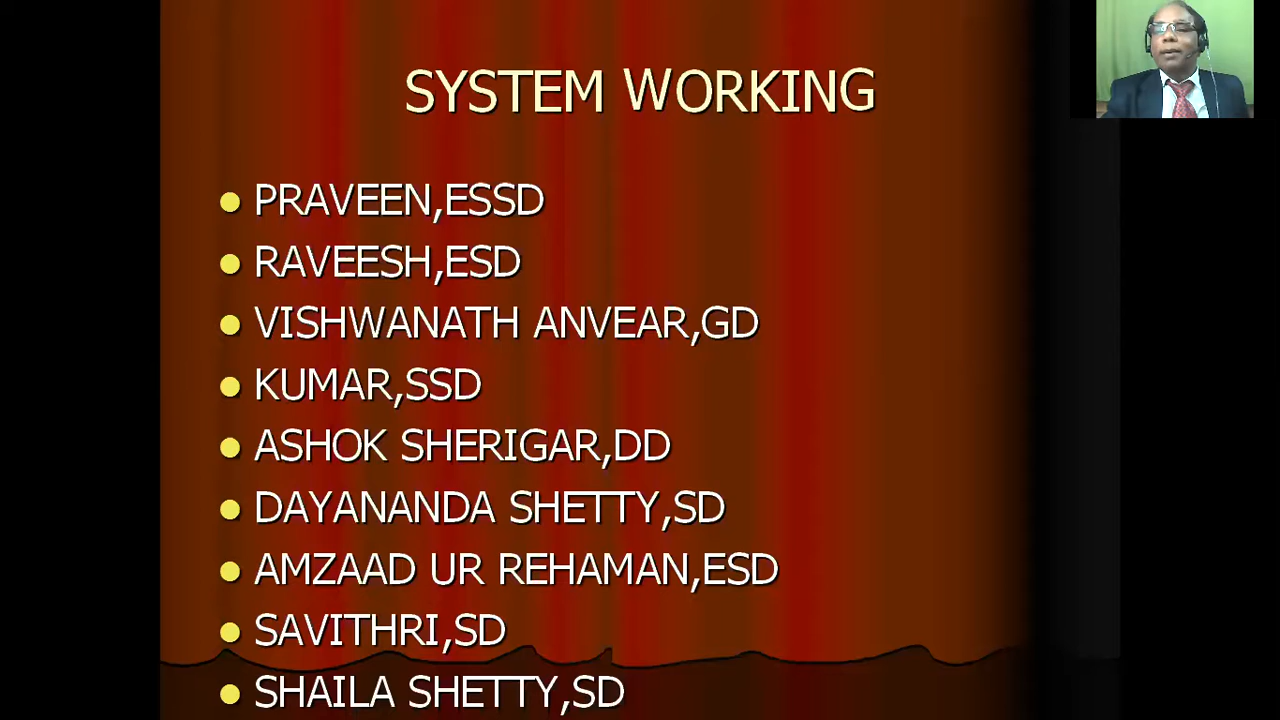 SYSTEM WORKING
PRAVEEN,ESSD
RAVEESH,ESD
VISHWANATH ANVEAR,GD
KUMAR,SSD
ASHOK SHERIGAR,DD
DAYANANDA SHETTY,SD
AMZAAD UR REHAMAN,ESD
SAVITHRI,SD
SHAILA SHETTY,SD